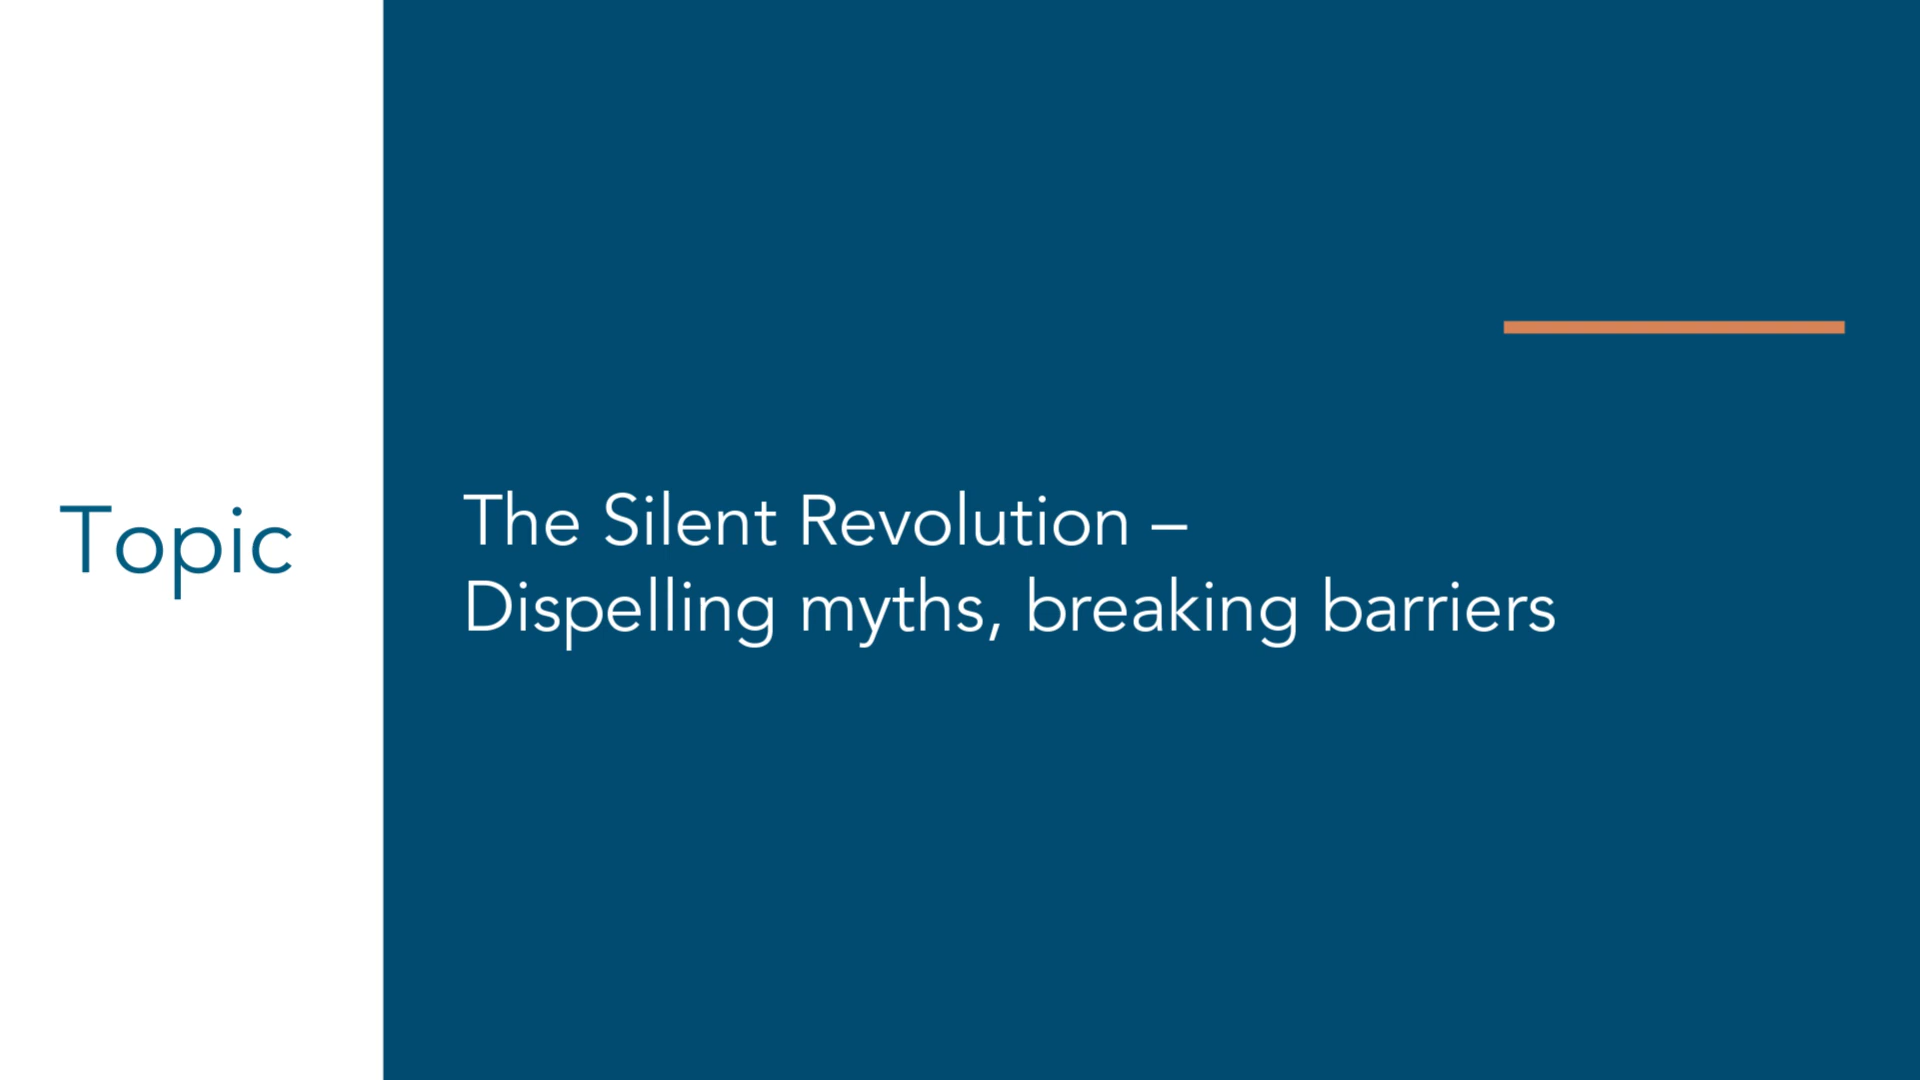 Topic
The Silent Revolution –
Dispelling myths, breaking barriers